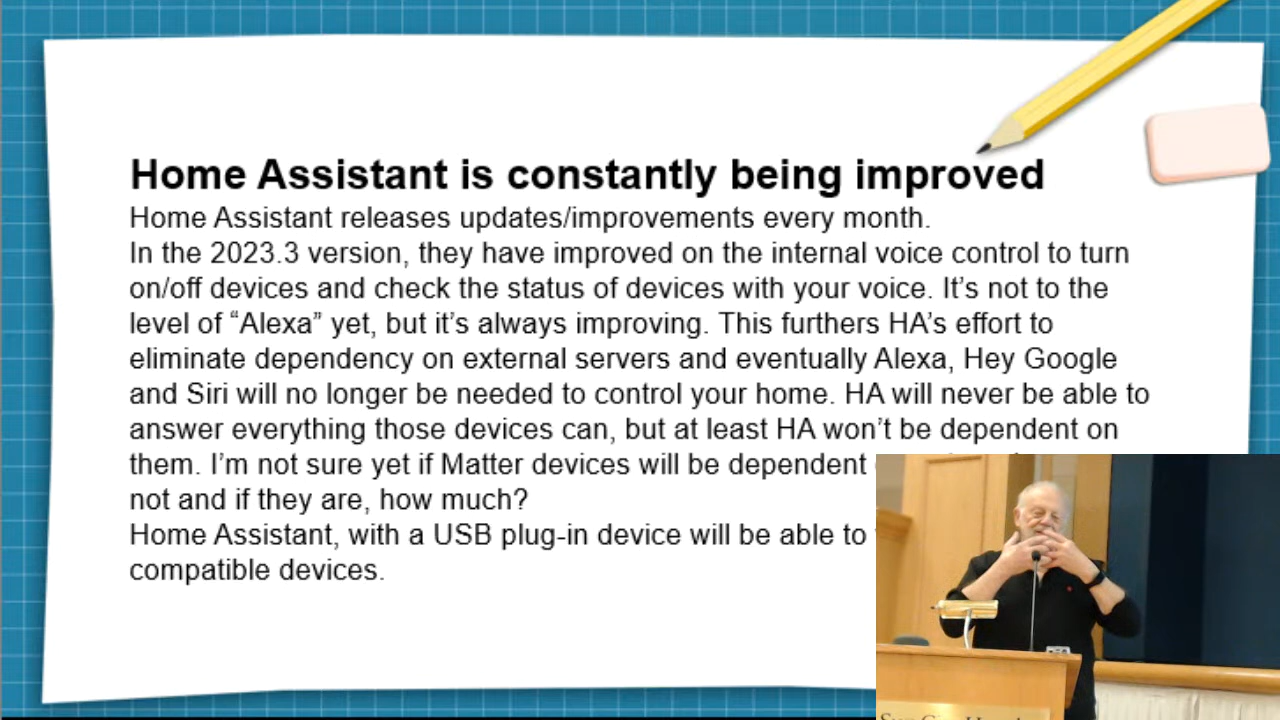 Home Assistant is constantly being improved
Home Assistant releases updates/improvements every month.
In the 2023.3 version, they have improved on the internal voice control to turn
on/off devices and check the status of devices with your voice. It’s not to the
level of “Alexa” yet, but it’s always improving. This furthers HA’s effort to
eliminate dependency on external servers and eventually Alexa, Hey Google
and Siri will no longer be needed to control your home. HA will never be able to
answer everything those devices can, but at least HA won’t be dependent on
them. I’m not sure yet if Matter devices will be dependent
not and if they are, how much?
Home Assistant, with a USB plug-in device will be able to
compatible devices.
Sun City